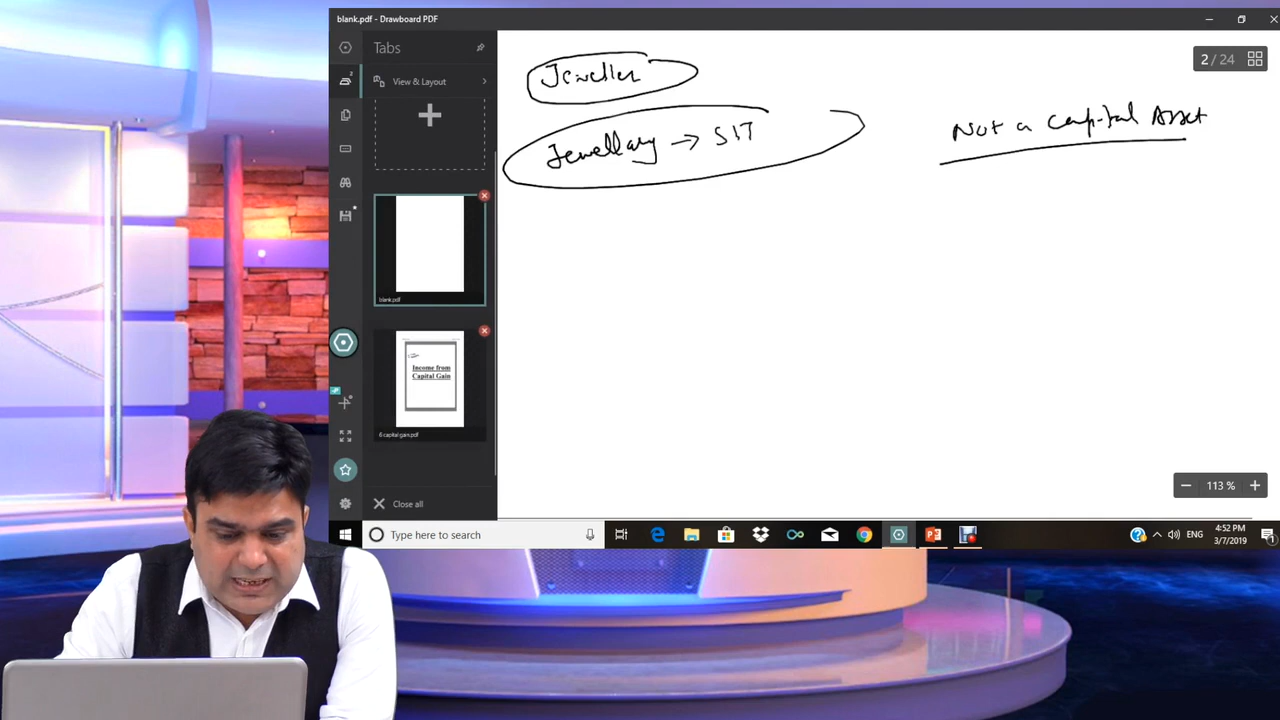 blank.pdf - Drawboard PDF
Tabs
View & Layout
blank.pdf
Income from
Capital Gain
6 capital gain.pdf
Close all
Jeweller
Jewellary → SIT
Not a Capital Asset
2 / 24
113 %
Type here to search
ENG
4:52 PM
3/7/2019
1